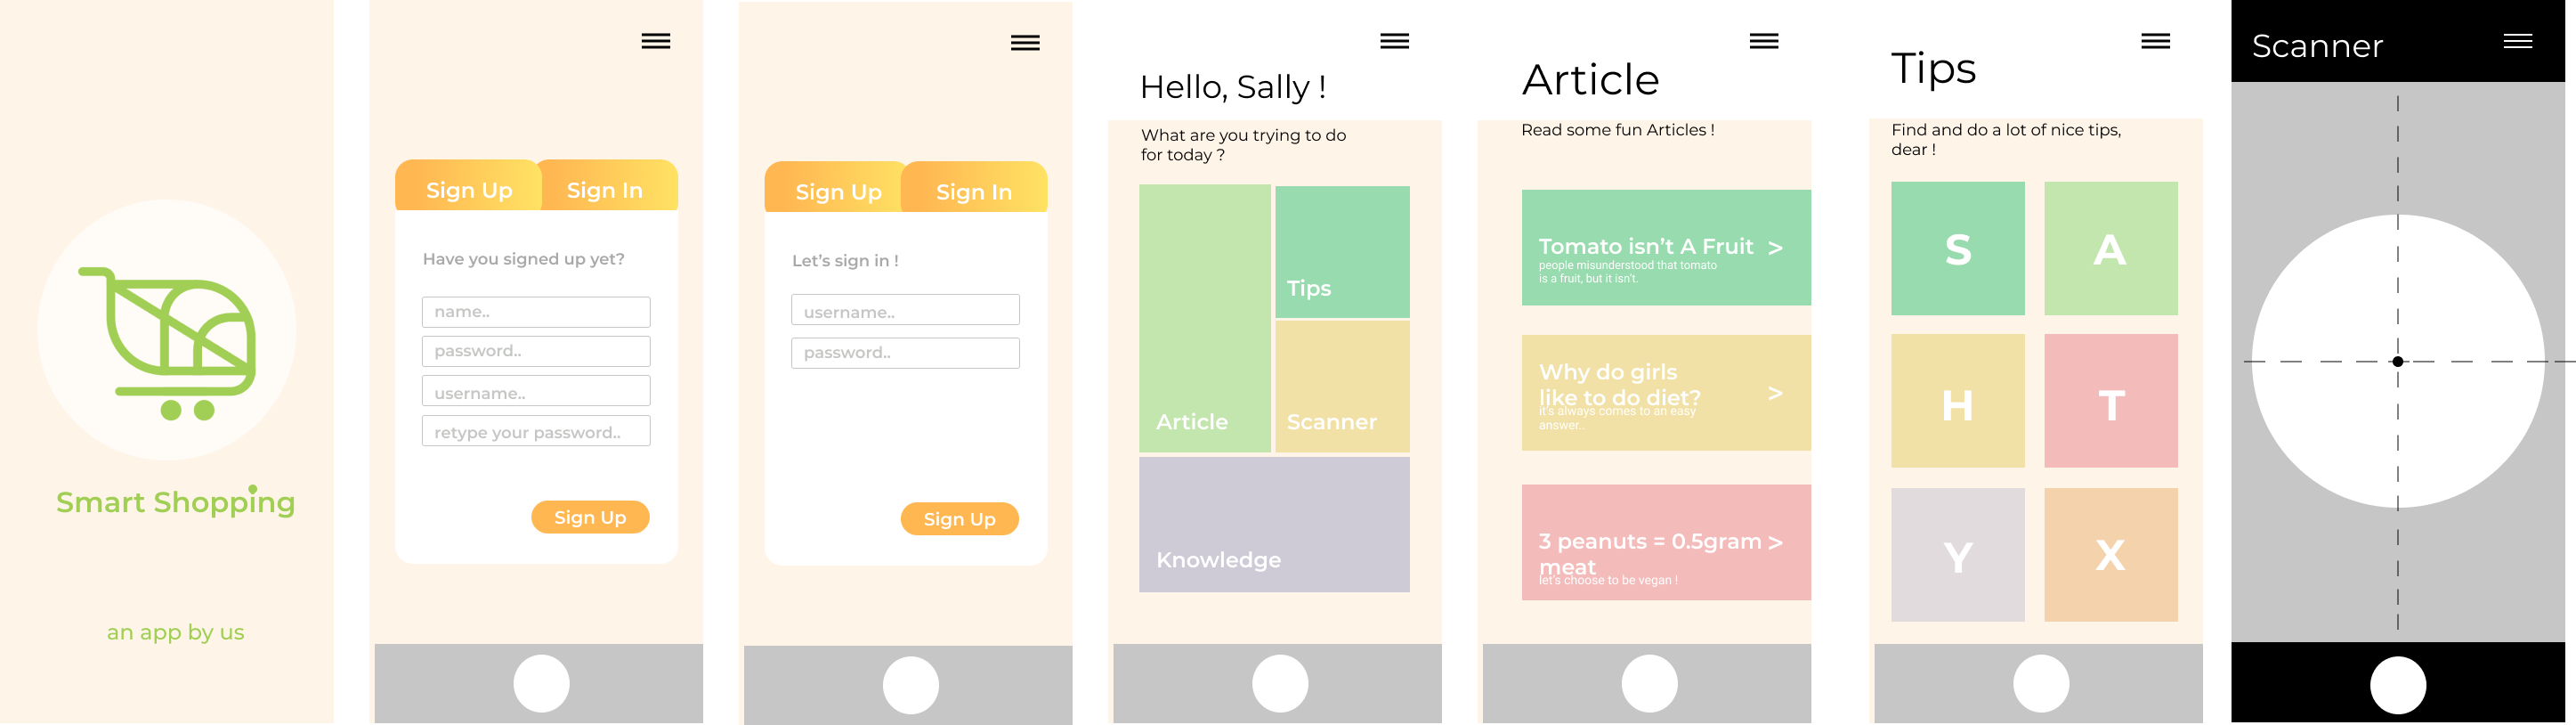 Smart Shopping
an app by us
Sign Up
Sign In
Have you signed up yet?
name..
password..
username..
retype your password..
Sign Up
Sign Up
Sign In
Let's sign in !
username..
password..
Sign Up
Hello, Sally !
What are you trying to do
for today ?
Article
Tips
Scanner
Knowledge
Article
Read some fun Articles !
Tomato isn't A Fruit >
people misunderstood that tomato
is a fruit, but it isn't.
Why do girls
like to do diet? >
it's always comes to an easy
answer..
3 peanuts = 0.5gram >
meat
let's choose to be vegan !
Tips
Find and do a lot of nice tips,
dear !
S
A
H
T
Y
X
Scanner